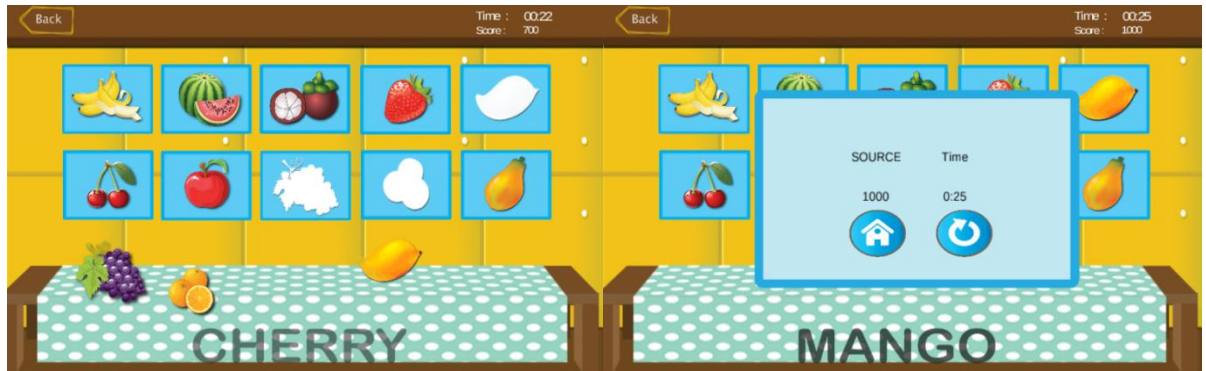 Back
Time : 00:22
Score : 700
CHERRY
Back
Time : 00:25
Score : 1000
SOURCE Time
1000 0:25
MANGO